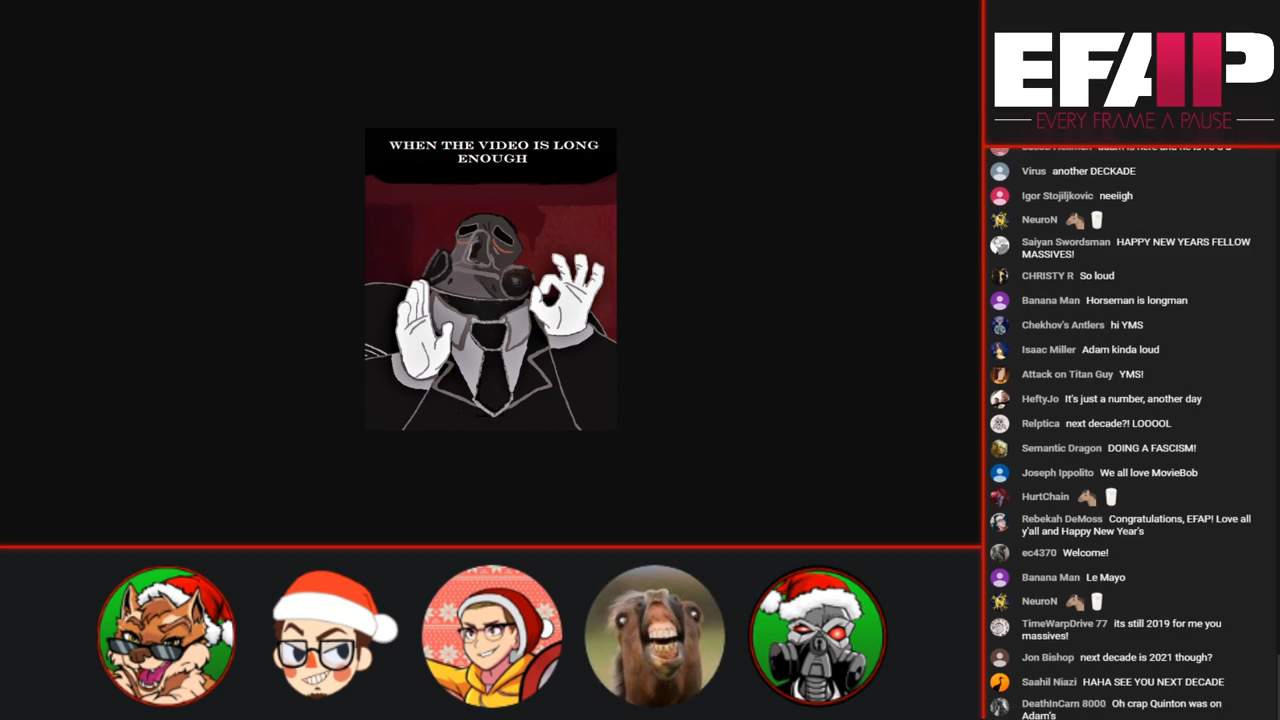 WHEN THE VIDEO IS LONG
ENOUGH
EFAP
EVERY FRAME A PAUSE
Virus another DECKADE
Igor Stojiljkovic neeiigh
NeuroN
Saiyan Swordsman HAPPY NEW YEARS FELLOW
MASSIVES!
CHRISTY R So loud
Banana Man Horseman is longman
Chekhov's Antlers hi YMS
Isaac Miller Adam kinda loud
Attack on Titan Guy YMS!
HeftyJo It's just a number, another day
Relptica next decade?! LOOOOL
Semantic Dragon DOING A FASCISM!
Joseph Ippolito We all love MovieBob
HurtChain
Rebekah DeMoss Congratulations, EFAP! Love all
y'all and Happy New Year's
ec4370 Welcome!
Banana Man Le Mayo
NeuroN
TimeWarpDrive 77 its still 2019 for me you
massives!
Jon Bishop next decade is 2021 though?
Saahil Niazi HAHA SEE YOU NEXT DECADE
DeathInCam 8000 Oh crap Quinton was on
Adam's